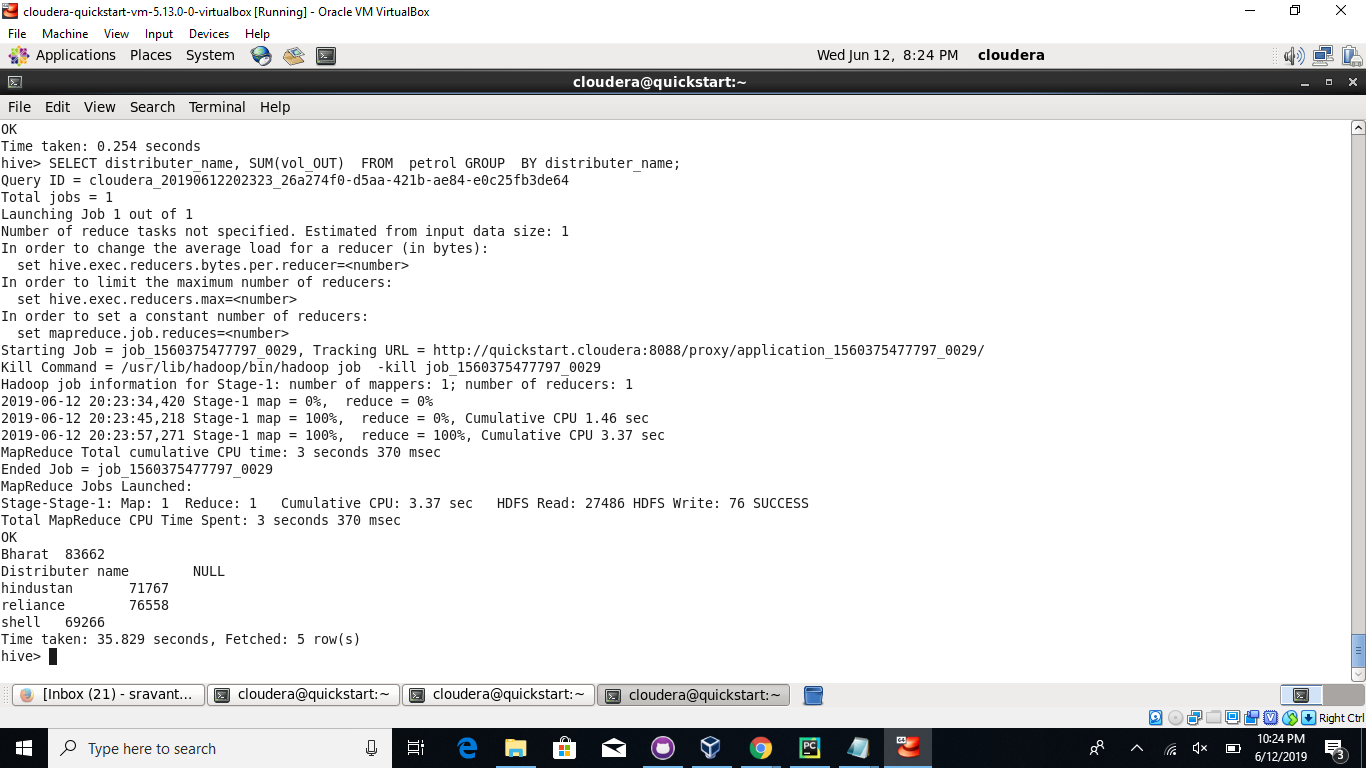 cloudera-quickstart-vm-5.13.0-0-virtualbox [Running] - Oracle VM VirtualBox
File Machine View Input Devices Help
Applications Places System Wed Jun 12, 8:24 PM cloudera
cloudera@quickstart:~
File Edit View Search Terminal Help
OK
Time taken: 0.254 seconds
hive> SELECT distributer_name, SUM(vol_OUT)  FROM  petrol GROUP  BY distributer_name;
Query ID = cloudera_20190612202323_26a274f0-d5aa-421b-ae84-e0c25fb3de64
Total jobs = 1
Launching Job 1 out of 1
Number of reduce tasks not specified. Estimated from input data size: 1
In order to change the average load for a reducer (in bytes):
  set hive.exec.reducers.bytes.per.reducer=<number>
In order to limit the maximum number of reducers:
  set hive.exec.reducers.max=<number>
In order to set a constant number of reducers:
  set mapreduce.job.reduces=<number>
Starting Job = job_1560375477797_0029, Tracking URL = http://quickstart.cloudera:8088/proxy/application_1560375477797_0029/
Kill Command = /usr/lib/hadoop/bin/hadoop job  -kill job_1560375477797_0029
Hadoop job information for Stage-1: number of mappers: 1; number of reducers: 1
2019-06-12 20:23:34,420 Stage-1 map = 0%,  reduce = 0%
2019-06-12 20:23:45,218 Stage-1 map = 100%,  reduce = 0%, Cumulative CPU 1.46 sec
2019-06-12 20:23:57,271 Stage-1 map = 100%,  reduce = 100%, Cumulative CPU 3.37 sec
MapReduce Total cumulative CPU time: 3 seconds 370 msec
Ended Job = job_1560375477797_0029
MapReduce Jobs Launched:
Stage-Stage-1: Map: 1  Reduce: 1   Cumulative CPU: 3.37 sec   HDFS Read: 27486 HDFS Write: 76 SUCCESS
Total MapReduce CPU Time Spent: 3 seconds 370 msec
OK
Bharat  83662
Distributer name        NULL
hindustan       71767
reliance        76558
shell   69266
Time taken: 35.829 seconds, Fetched: 5 row(s)
hive>
[Inbox (21) - sravant... cloudera@quickstart:~ cloudera@quickstart:~ cloudera@quickstart:~
Right Ctrl
Type here to search
PC
10:24 PM
6/12/2019
3